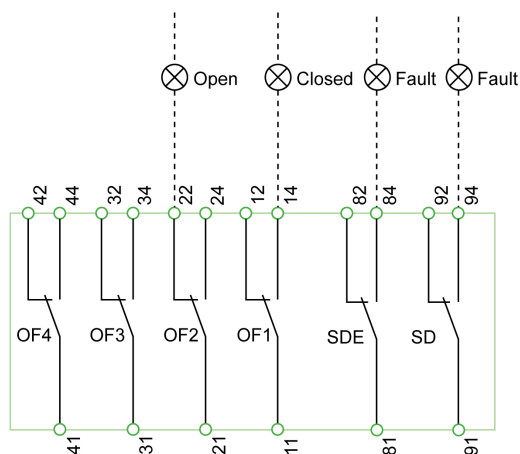 Open Closed Fault Fault
42 44 32 34 22 24 12 14 82 84 92 94
OF4 OF3 OF2 OF1 SDE SD
41 31 21 11 81 91